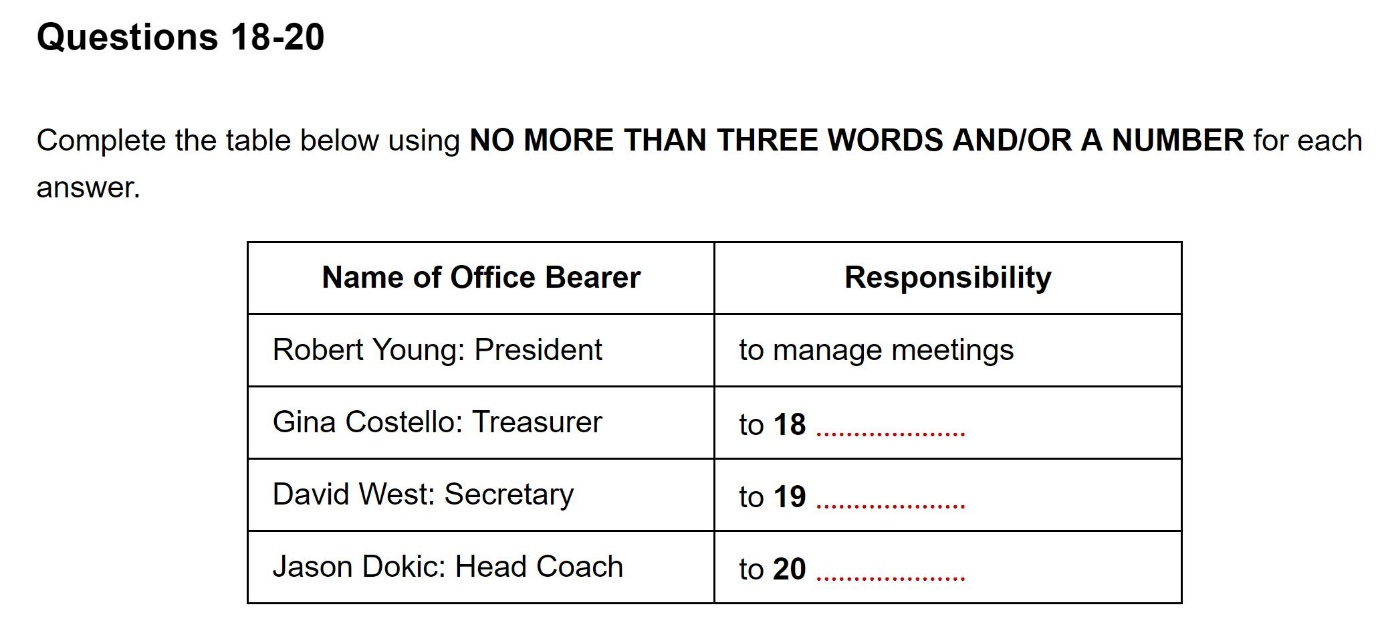 Questions 18-20
Complete the table below using NO MORE THAN THREE WORDS AND/OR A NUMBER for each
answer.
Name of Office Bearer Responsibility
Robert Young: President to manage meetings
Gina Costello: Treasurer to 18 ....................
David West: Secretary to 19 ....................
Jason Dokic: Head Coach to 20 ....................